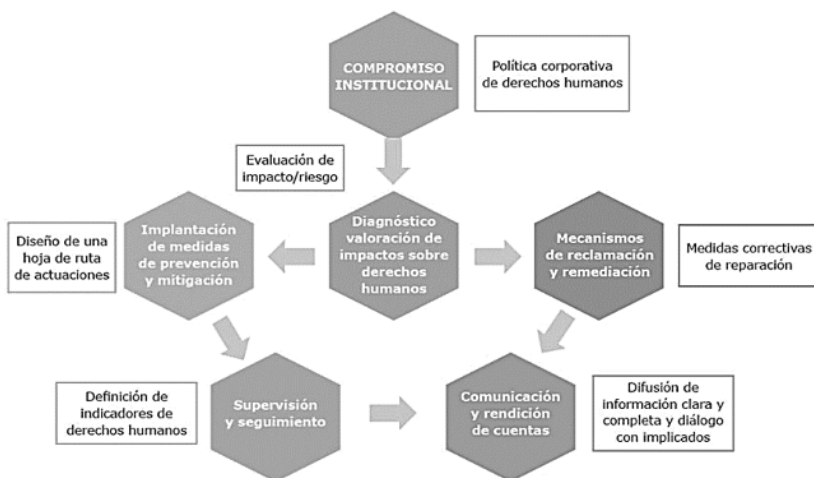 COMPROMISO
INSTITUCIONAL
Política corporativa
de derechos humanos
Evaluación de
impacto/riesgo
Diseño de una
hoja de ruta
de actuaciones
Implantación
de medidas
de prevención
y mitigación
Diagnóstico
valoración de
impactos sobre
derechos
humanos
Mecanismos
de reclamación
y remediación
Medidas correctivas
de reparación
Definición de
indicadores de
derechos humanos
Supervisión
y seguimiento
Comunicación
y rendición
de cuentas
Difusión de
información clara y
completa y diálogo
con implicados